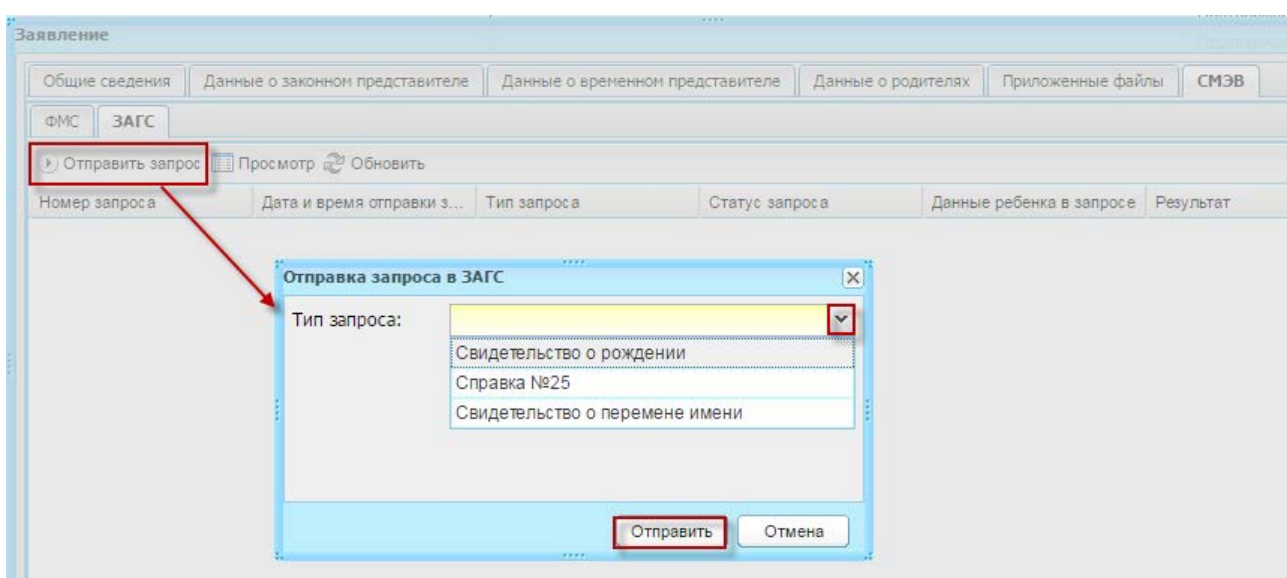 Заявление
Общие сведения Данные о законном представителе Данные о временном представителе Данные о родителях Приложенные файлы СМЭВ
ФМС ЗАГС
Отправить запрос Просмотр Обновить
Номер запроса Дата и время отправки з... Тип запроса Статус запроса Данные ребенка в запросе Результат
Отправка запроса в ЗАГС
Тип запроса:
Свидетельство о рождении
Справка №25
Свидетельство о перемене имени
Отправить Отмена